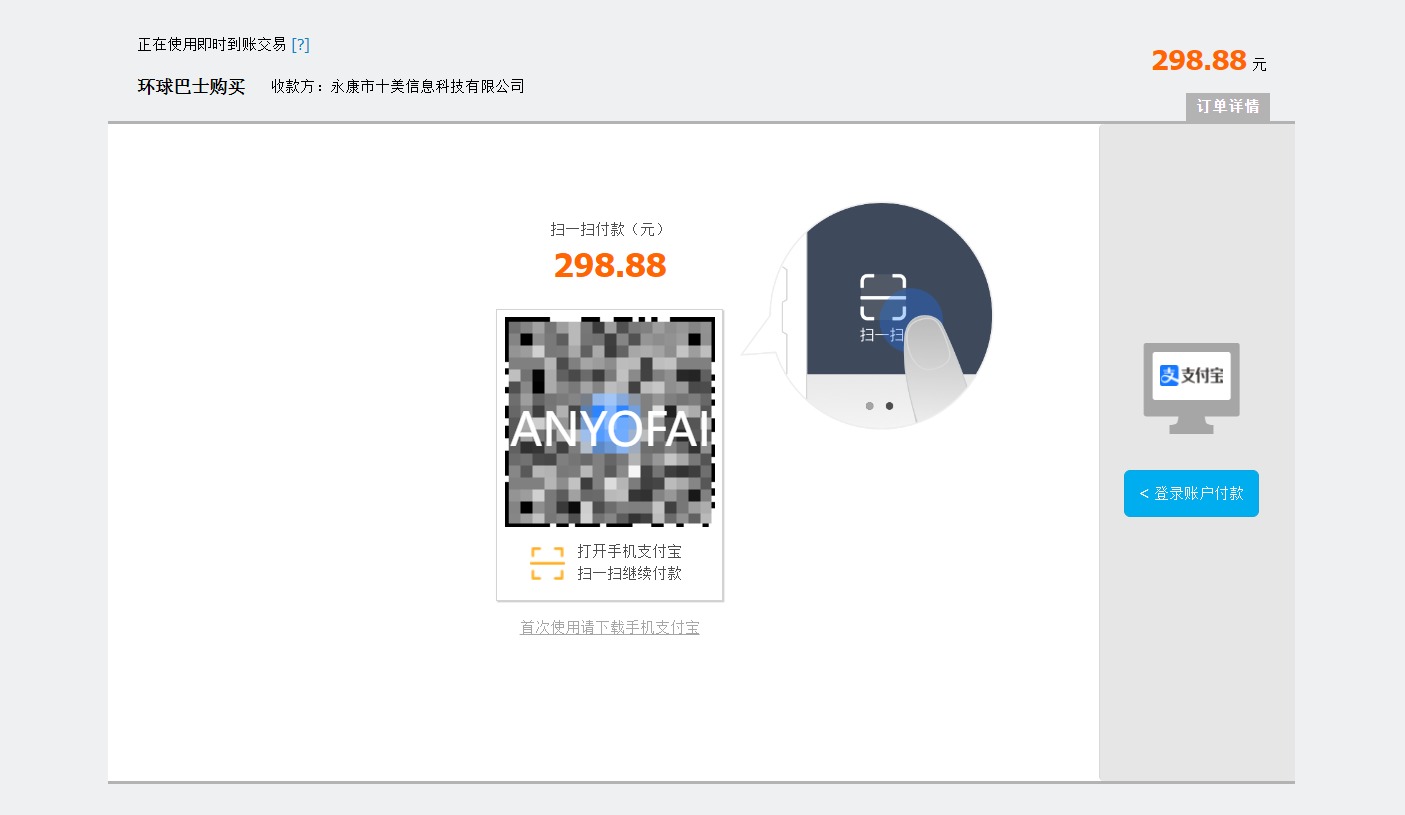 正在使用即时到账交易 [?]
298.88 元
环球巴士购买 收款方：永康市十美信息科技有限公司
订单详情
扫一扫付款（元）
298.88
扫一扫
支 支付宝
ANYOFAI
< 登录账户付款
打开手机支付宝
扫一扫继续付款
首次使用请下载手机支付宝